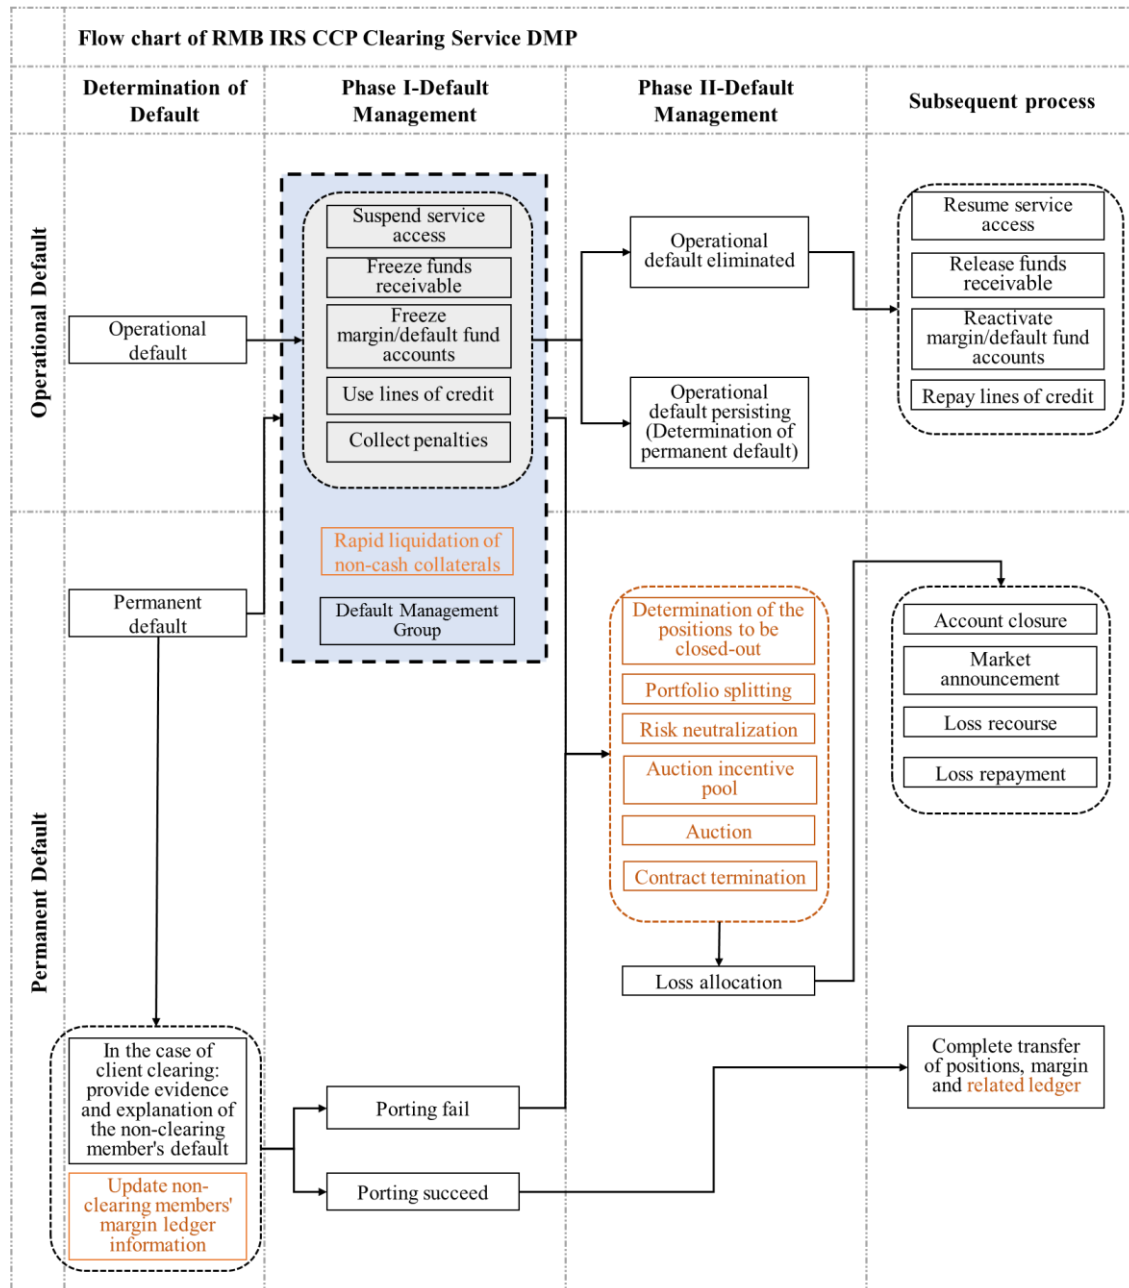 Flow chart of RMB IRS CCP Clearing Service DMP
Determination of
Default
Phase I-Default
Management
Phase II-Default
Management
Subsequent process
Operational Default
Operational
default
Suspend service
access
Freeze funds
receivable
Freeze
margin/default fund
accounts
Use lines of credit
Collect penalties
Operational
default eliminated
Operational
default persisting
(Determination of
permanent default)
Resume service
access
Release funds
receivable
Reactivate
margin/default fund
accounts
Repay lines of credit
Permanent Default
Permanent
default
Rapid liquidation of
non-cash collaterals
Default Management
Group
Determination of the
positions to be
closed-out
Portfolio splitting
Risk neutralization
Auction incentive
pool
Auction
Contract termination
Loss allocation
Account closure
Market
announcement
Loss recourse
Loss repayment
In the case of
client clearing:
provide evidence
and explanation of
the non-clearing
member's default
Update non-
clearing members'
margin ledger
information
Porting fail
Porting succeed
Complete transfer
of positions, margin
and related ledger